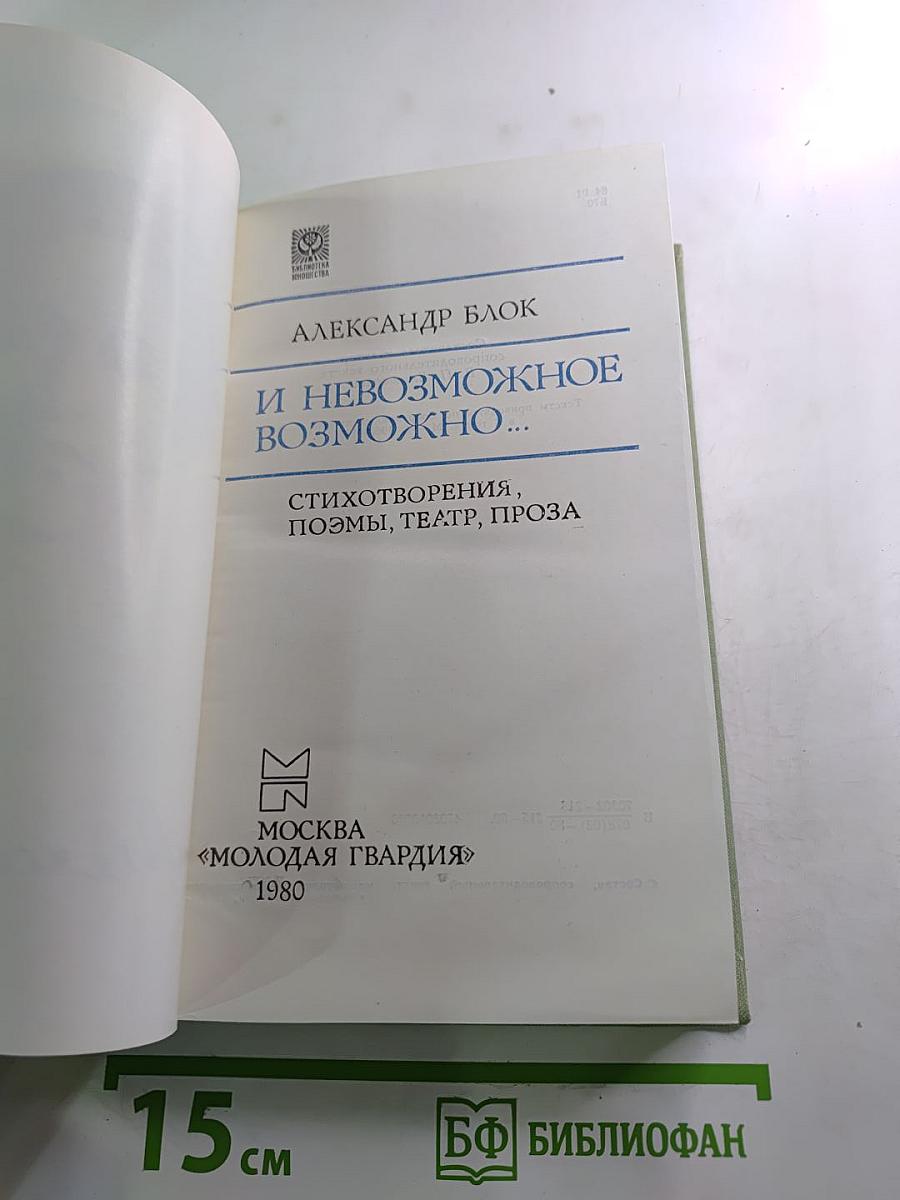 БИБЛИОТЕКА
ЮНОШЕСТВА
АЛЕКСАНДР БЛОК
И НЕВОЗМОЖНОЕ
ВОЗМОЖНО...
СТИХОТВОРЕНИЯ,
ПОЭМЫ, ТЕАТР, ПРОЗА
МОСКВА
«МОЛОДАЯ ГВАРДИЯ»
1980
15 см
БФ БИБЛИОФАН